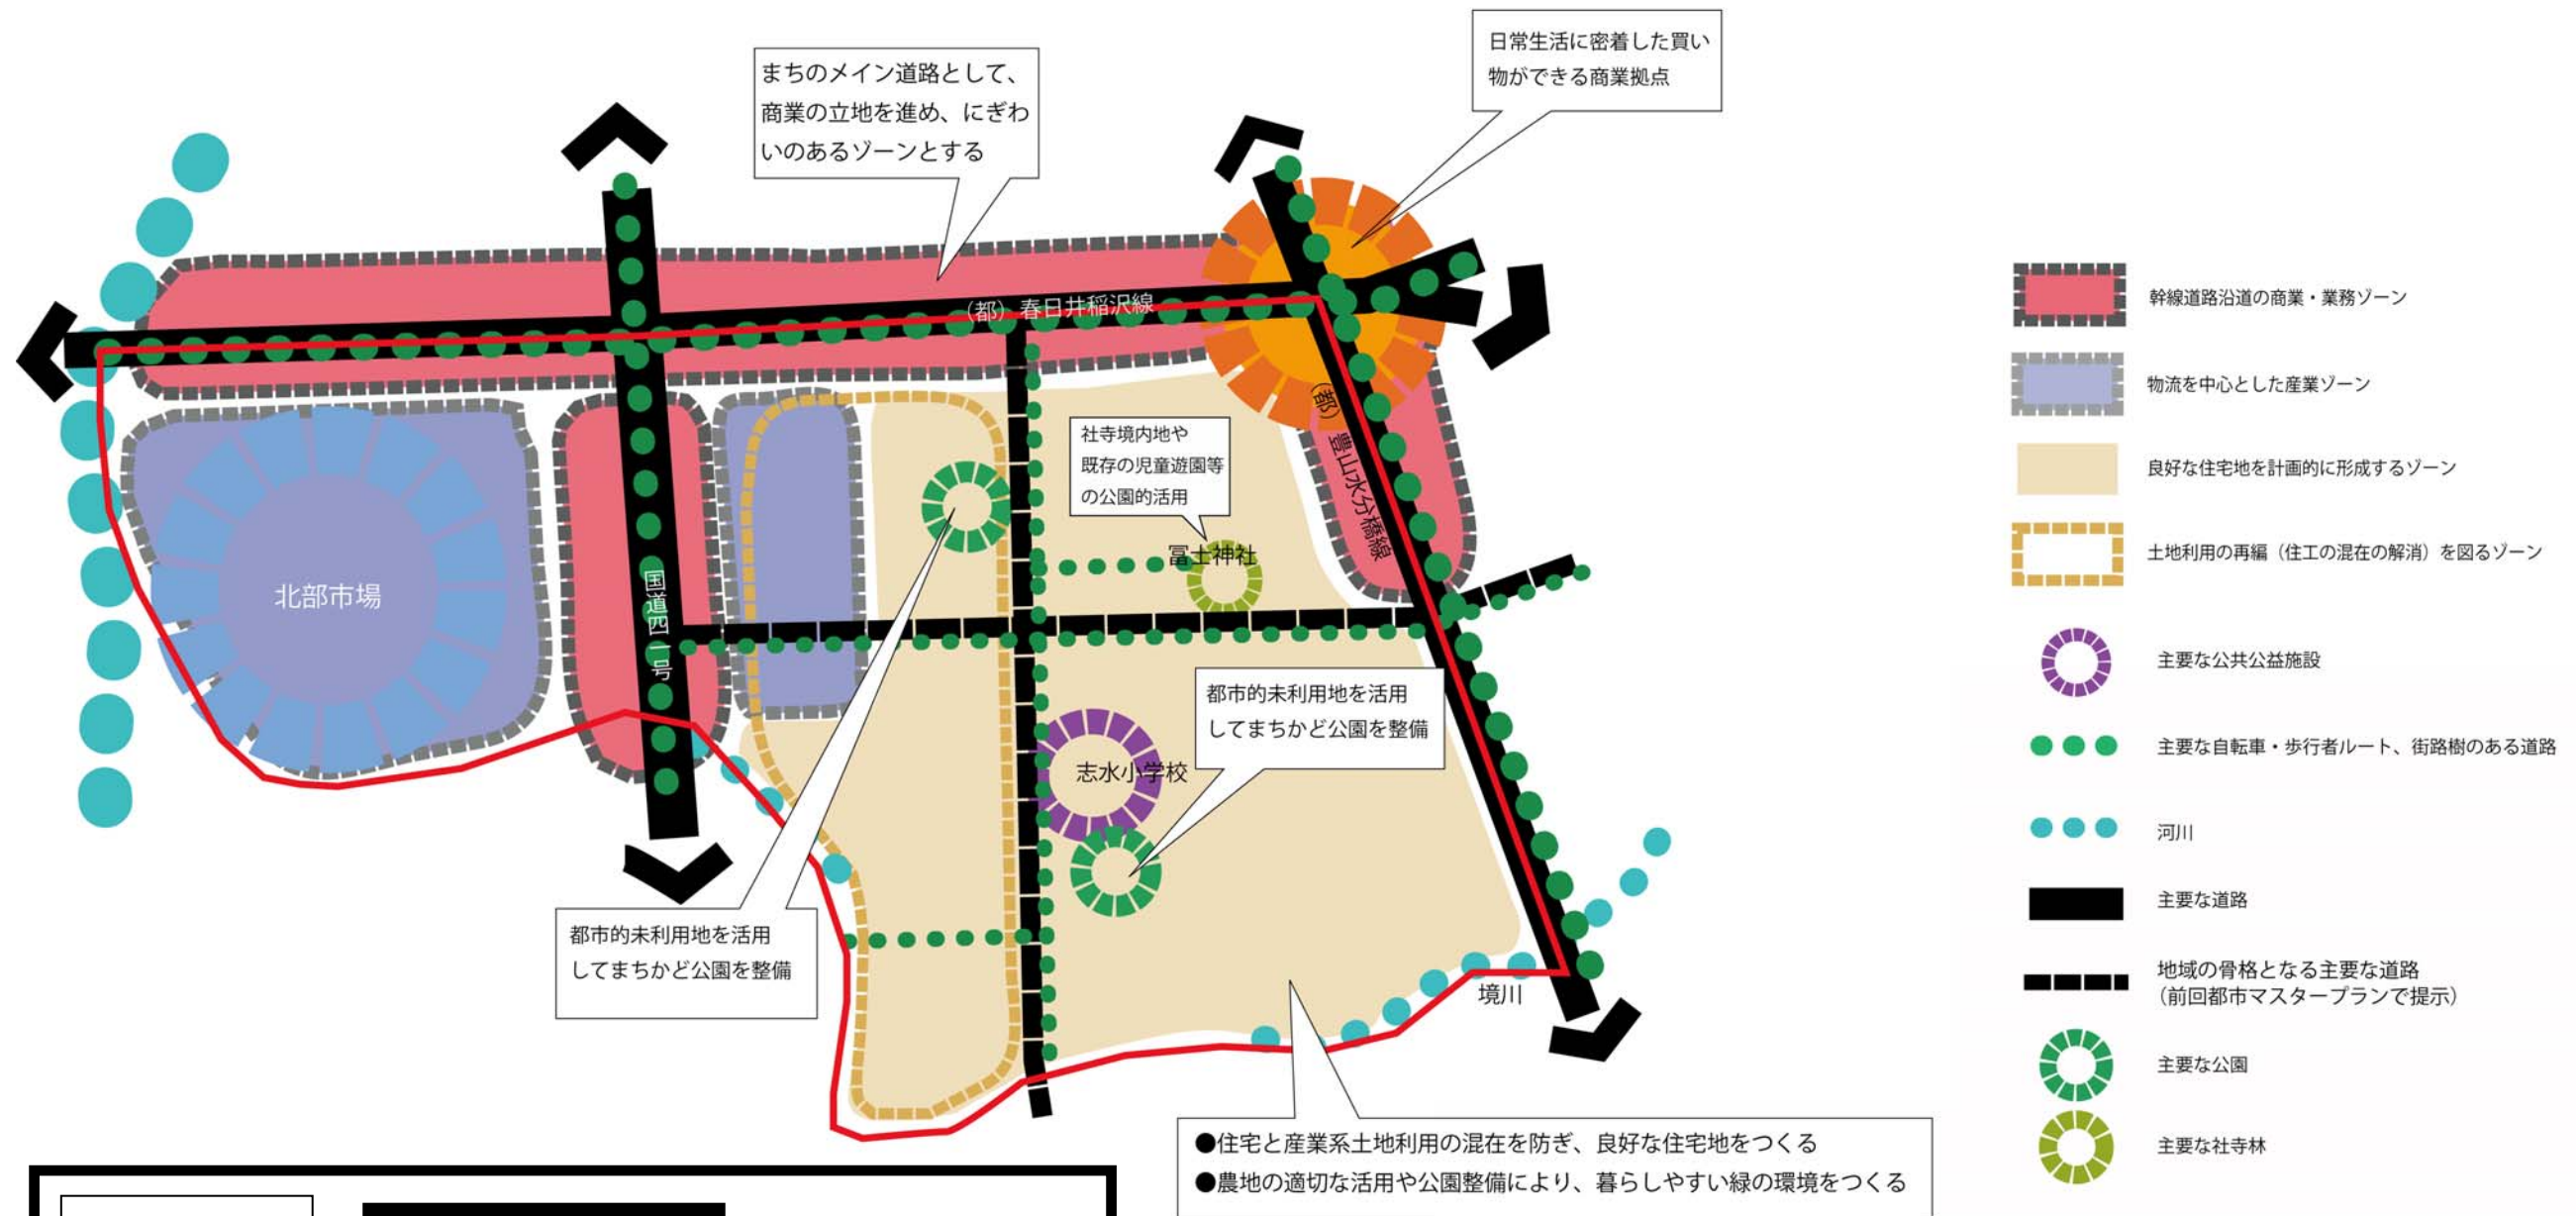 日常生活に密着した買い
物ができる商業拠点
まちのメイン道路として、
商業の立地を進め、にぎわ
いのあるゾーンとする
（都）春日井稲沢線
（都）豊山水分橋線
社寺境内地や
既存の児童遊園等
の公園的活用
冨士神社
北部市場
国道四一号
都市的未利用地を活用
してまちかど公園を整備
志水小学校
都市的未利用地を活用
してまちかど公園を整備
境川
●住宅と産業系土地利用の混在を防ぎ、良好な住宅地をつくる
●農地の適切な活用や公園整備により、暮らしやすい緑の環境をつくる
幹線道路沿道の商業・業務ゾーン
物流を中心とした産業ゾーン
良好な住宅地を計画的に形成するゾーン
土地利用の再編（住工の混在の解消）を図るゾーン
主要な公共公益施設
主要な自転車・歩行者ルート、街路樹のある道路
河川
主要な道路
地域の骨格となる主要な道路
（前回都市マスタープランで提示）
主要な公園
主要な社寺林